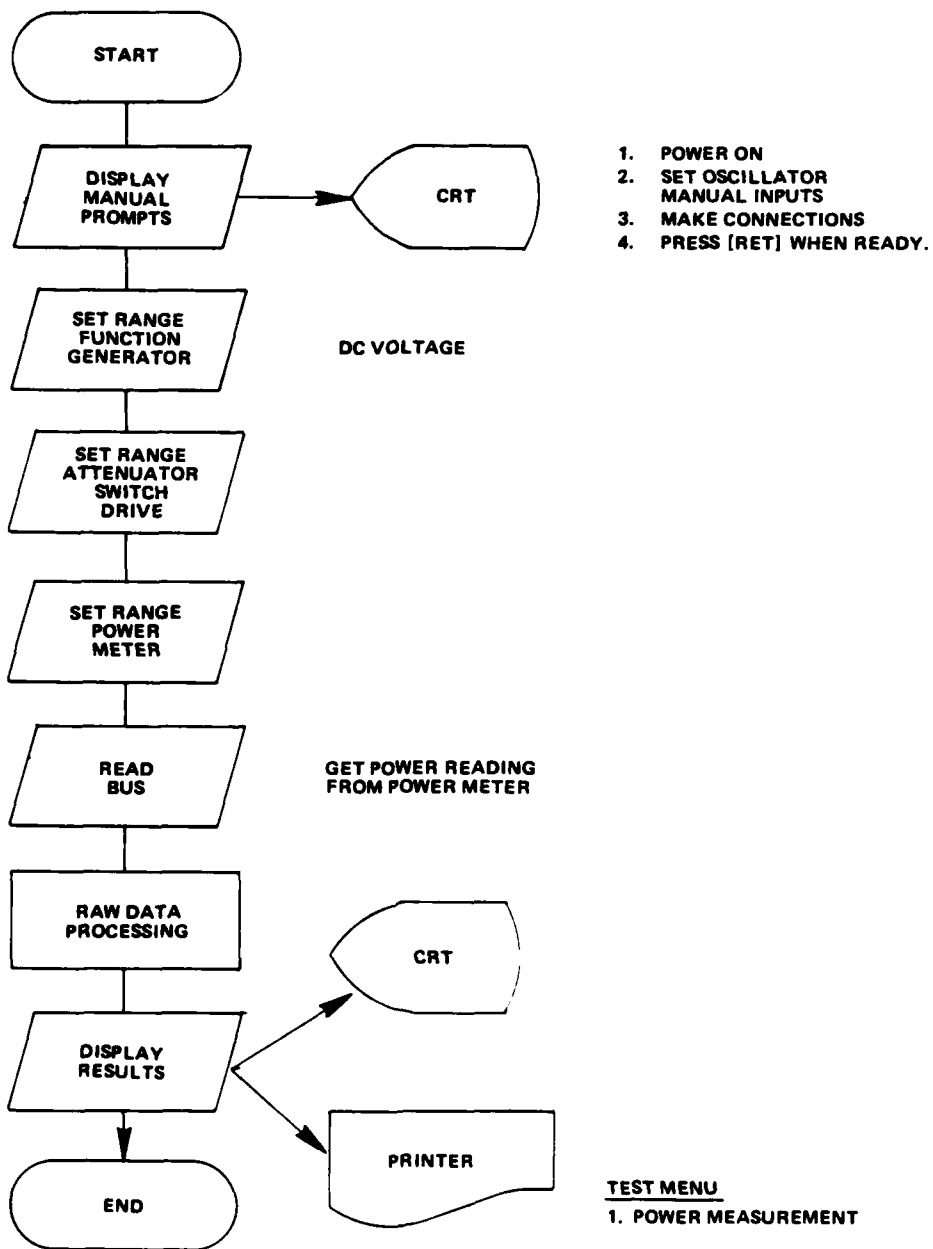 START
DISPLAY
MANUAL
PROMPTS
CRT
1. POWER ON
2. SET OSCILLATOR
MANUAL INPUTS
3. MAKE CONNECTIONS
4. PRESS [RET] WHEN READY.
SET RANGE
FUNCTION
GENERATOR
DC VOLTAGE
SET RANGE
ATTENUATOR
SWITCH
DRIVE
SET RANGE
POWER
METER
READ
BUS
GET POWER READING
FROM POWER METER
RAW DATA
PROCESSING
CRT
DISPLAY
RESULTS
PRINTER
END
TEST MENU
1. POWER MEASUREMENT